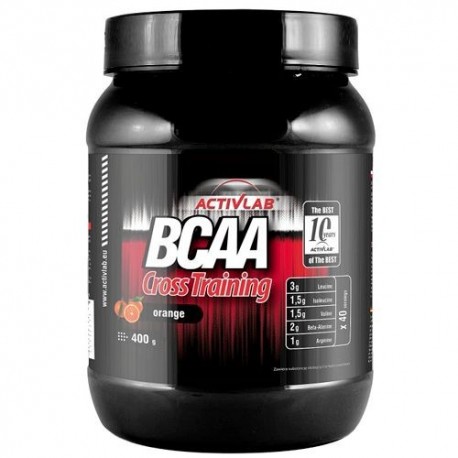 ACTIVLAB®
BCAA
Cross Training
orange
400 g
www.activlab.eu
The BEST
10 years
ACTIVLAB
of The BEST
3g Leucine
1,5g Isoleucine
1,5g Valine
2g Beta-Alanine
1g Arginine
x 40